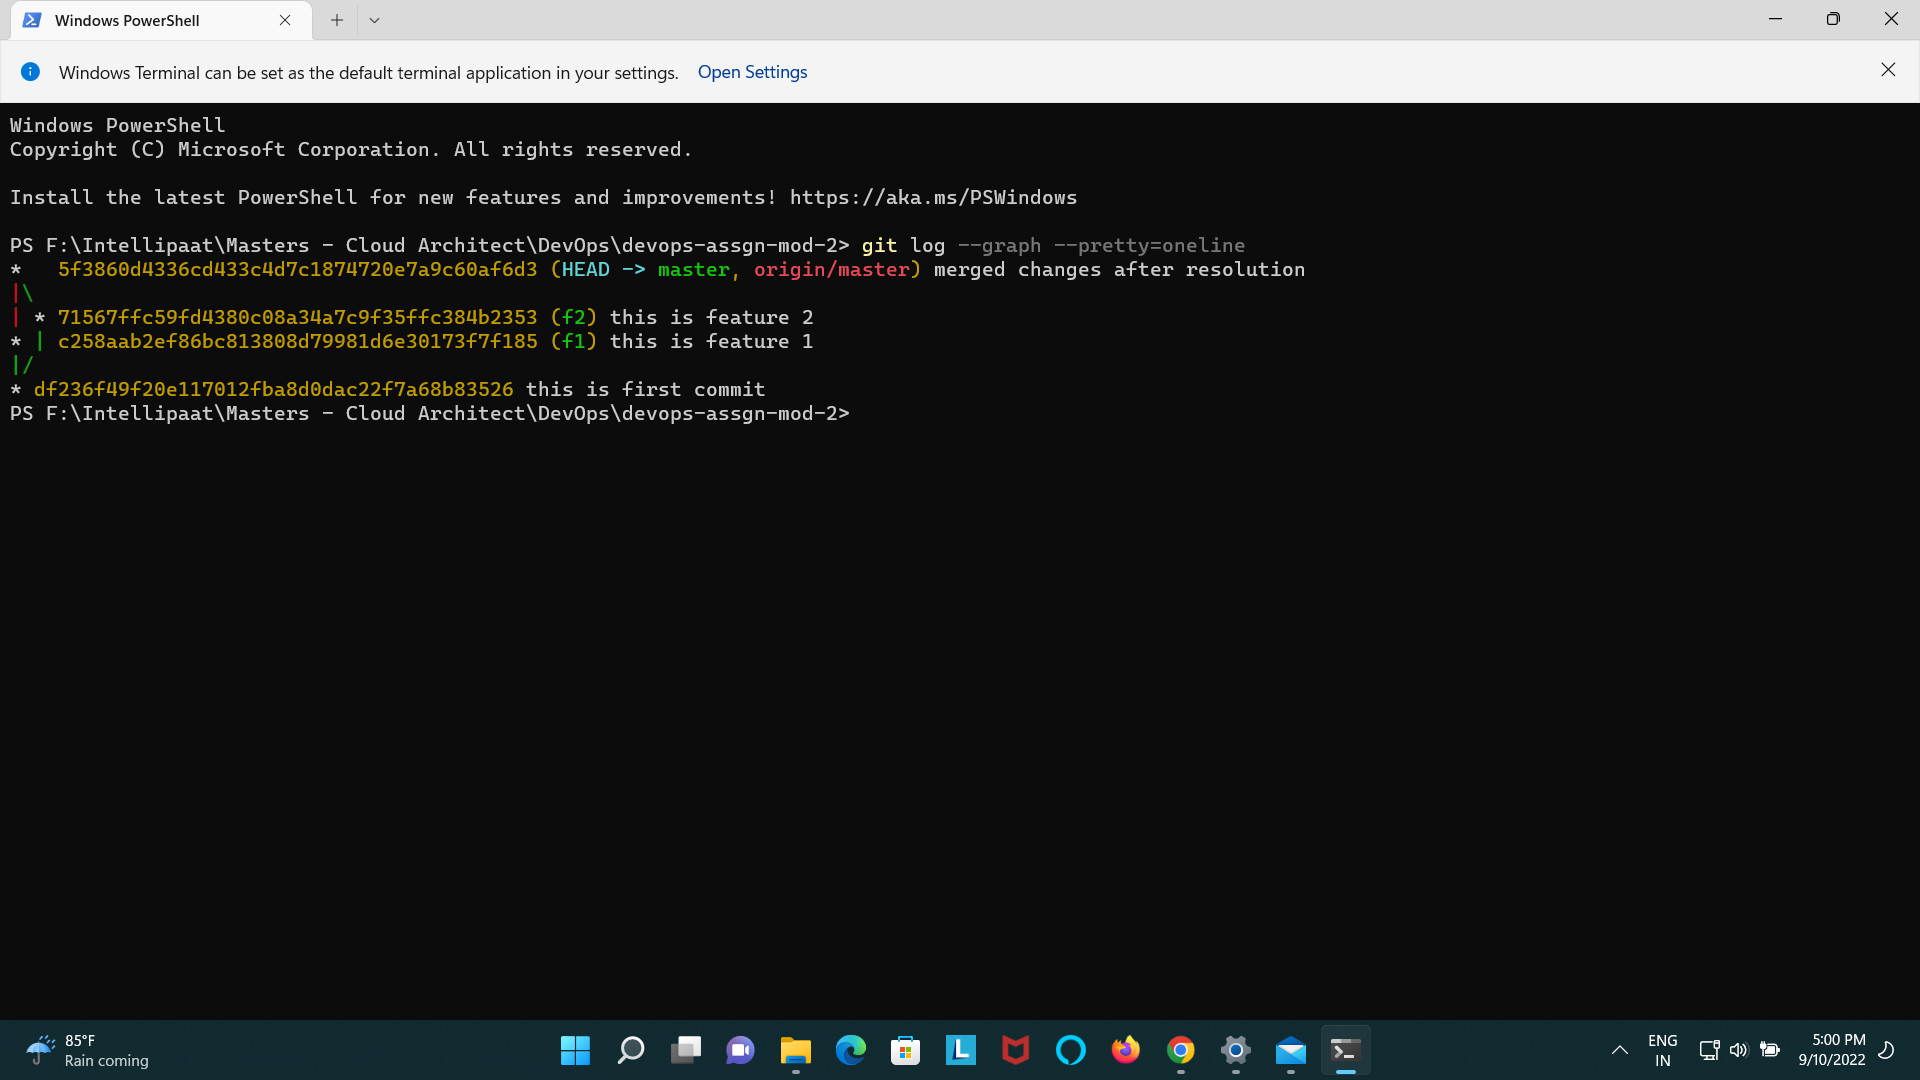 Windows PowerShell
Windows Terminal can be set as the default terminal application in your settings. Open Settings
Windows PowerShell
Copyright (C) Microsoft Corporation. All rights reserved.
Install the latest PowerShell for new features and improvements! https://aka.ms/PSWindows
PS F:\Intellipaat\Masters - Cloud Architect\DevOps\devops-assgn-mod-2> git log --graph --pretty=oneline
*   5f3860d4336cd433c4d7c1874720e7a9c60af6d3 (HEAD -> master, origin/master) merged changes after resolution
|\
| * 71567ffc59fd4380c08a34a7c9f35ffc384b2353 (f2) this is feature 2
* | c258aab2ef86bc813808d79981d6e30173f7f185 (f1) this is feature 1
|/
* df236f49f20e117012fba8d0dac22f7a68b83526 this is first commit
PS F:\Intellipaat\Masters - Cloud Architect\DevOps\devops-assgn-mod-2>
85°F
Rain coming
L
ENG
IN
5:00 PM
9/10/2022